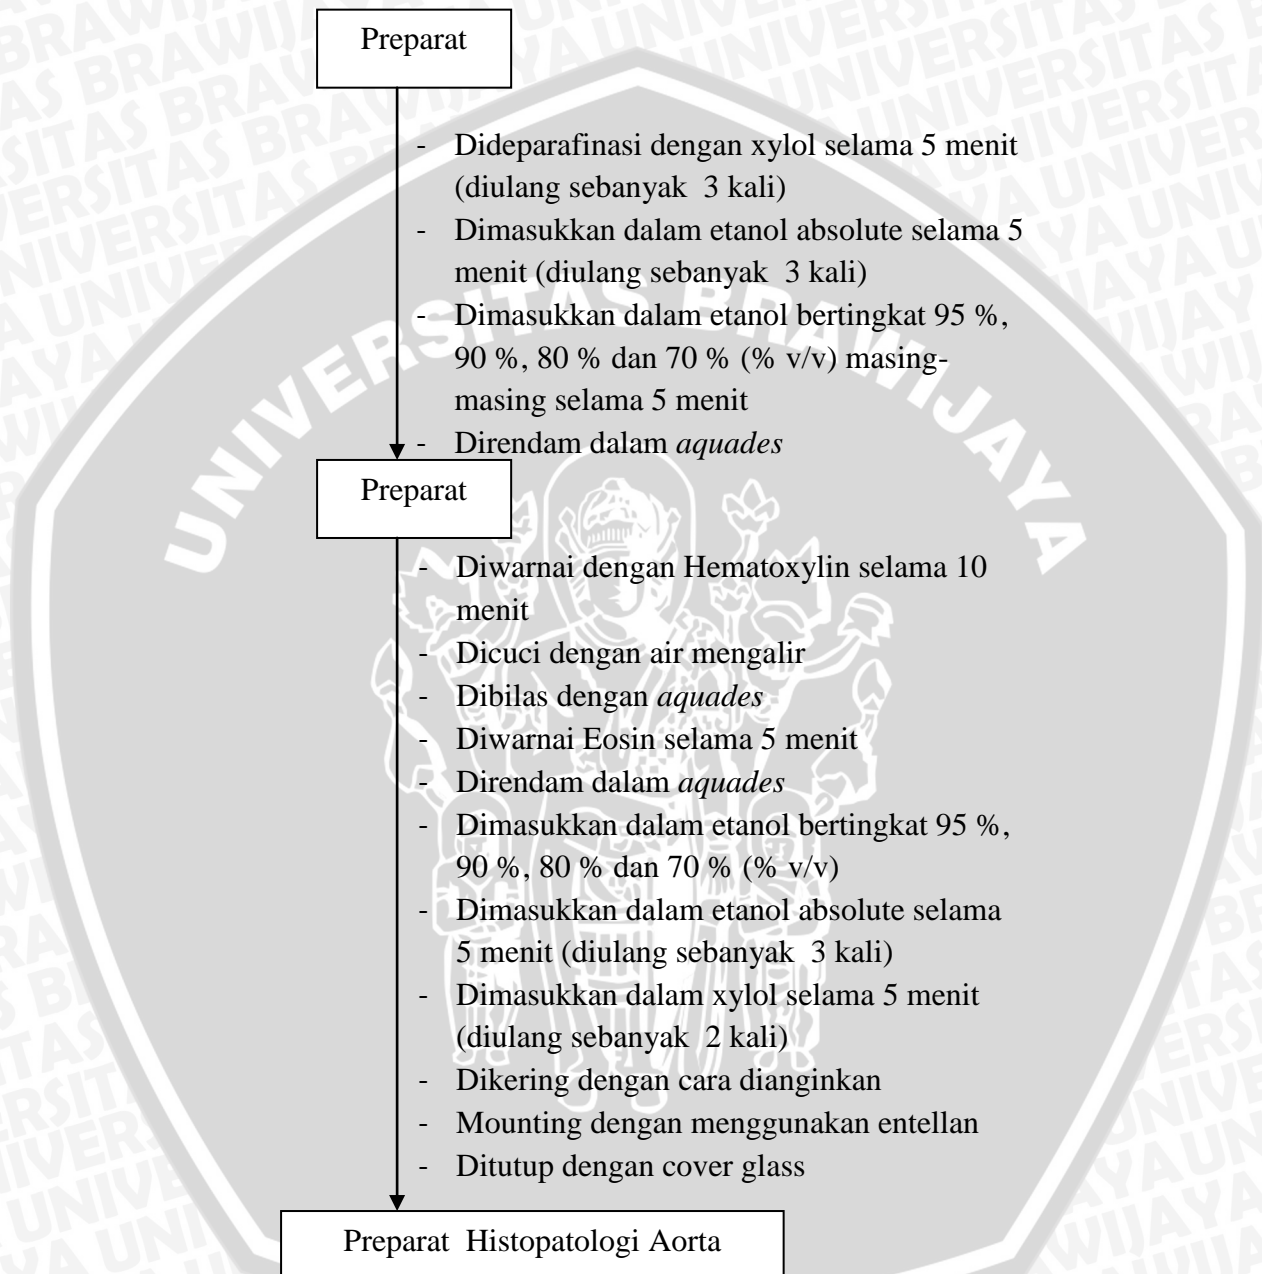 Preparat
- Dideparafinasi dengan xylol selama 5 menit
(diulang sebanyak 3 kali)
- Dimasukkan dalam etanol absolute selama 5
menit (diulang sebanyak 3 kali)
- Dimasukkan dalam etanol bertingkat 95 %,
90 %, 80 % dan 70 % (% v/v) masing-
masing selama 5 menit
- Direndam dalam aquades
Preparat
- Diwarnai dengan Hematoxylin selama 10
menit
- Dicuci dengan air mengalir
- Dibilas dengan aquades
- Diwarnai Eosin selama 5 menit
- Direndam dalam aquades
- Dimasukkan dalam etanol bertingkat 95 %,
90 %, 80 % dan 70 % (% v/v)
- Dimasukkan dalam etanol absolute selama
5 menit (diulang sebanyak 3 kali)
- Dimasukkan dalam xylol selama 5 menit
(diulang sebanyak 2 kali)
- Dikering dengan cara dianginkan
- Mounting dengan menggunakan entellan
- Ditutup dengan cover glass
Preparat Histopatologi Aorta
UNIVERSITAS BRAWIJAYA